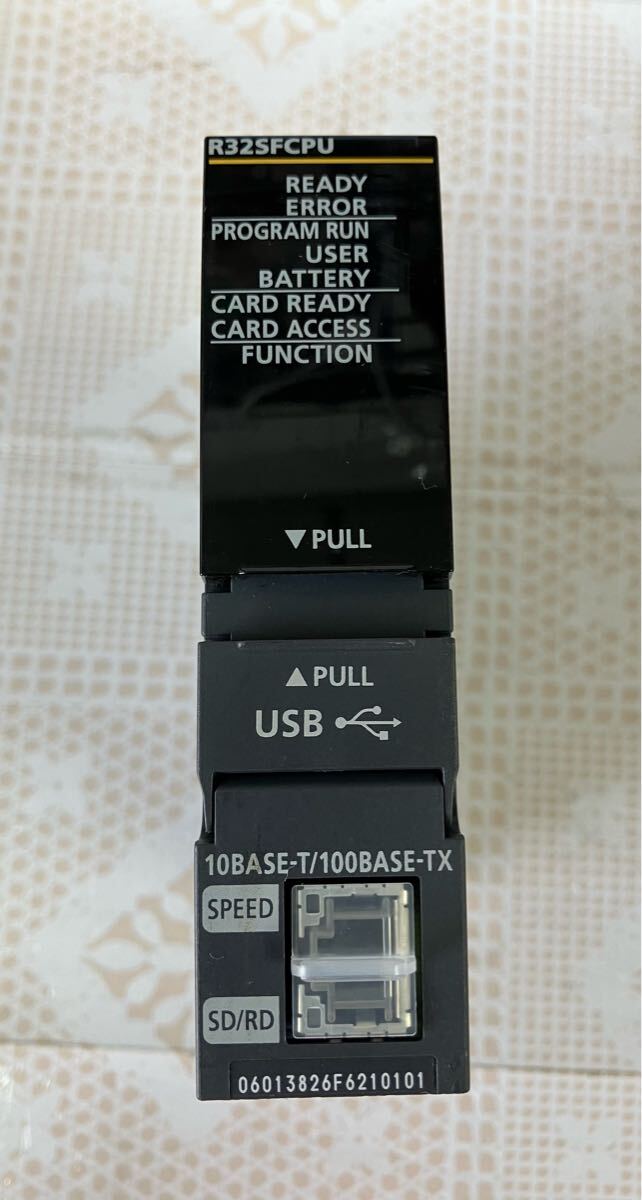 R32SFCPU
READY
ERROR
PROGRAM RUN
USER
BATTERY
CARD READY
CARD ACCESS
FUNCTION
▼PULL
▲PULL
USB
10BASE-T/100BASE-TX
SPEED
SD/RD
06013826F6210101